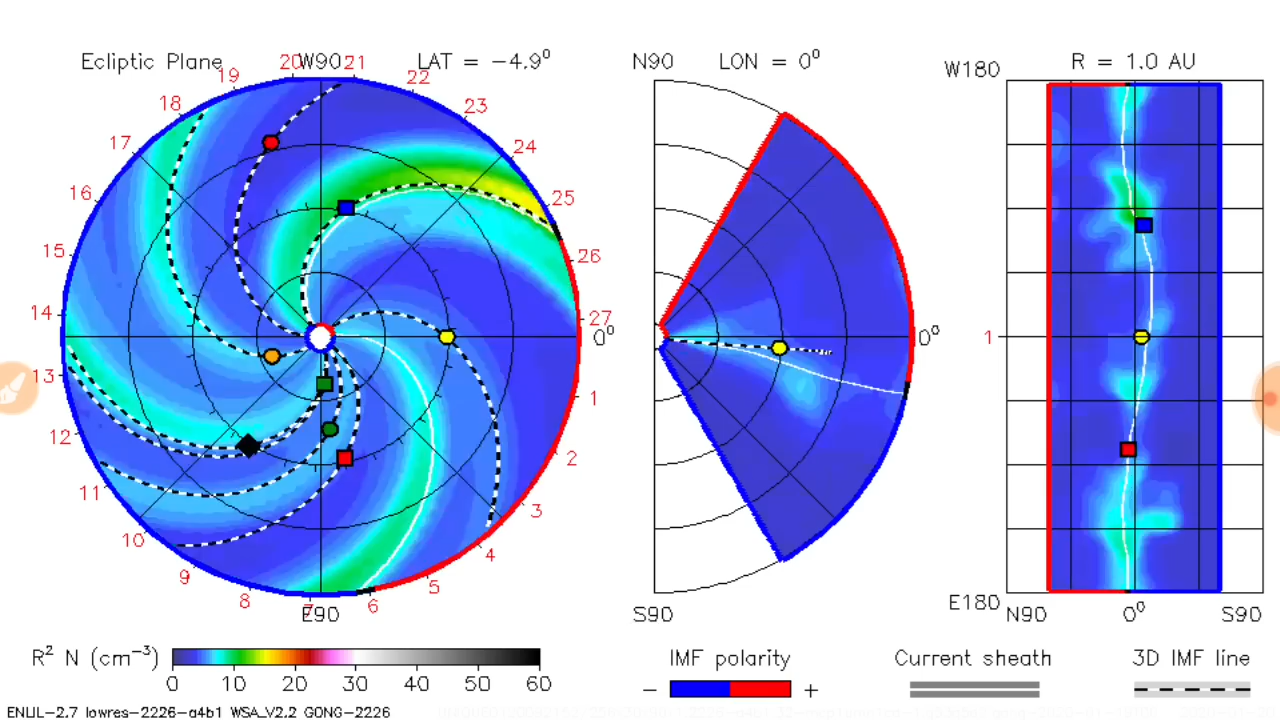 Ecliptic Plane W90 LAT = −4.9⁰
N90 LON = 0⁰
W180 R = 1.0 AU
20 21
19 22
18 23
17 24
16 25
15 26
14 27 0⁰
0⁰
1
13 1
12 2
11 3
10 4
9 5
8 7 6
E90
S90
E180 N90 0⁰ S90
R² N (cm⁻³)
0 10 20 30 40 50 60
IMF polarity
− +
Current sheath
3D IMF line
ENLIL-2.7 lowres-2226-a4b1 WSA_V2.2 GONG-2226